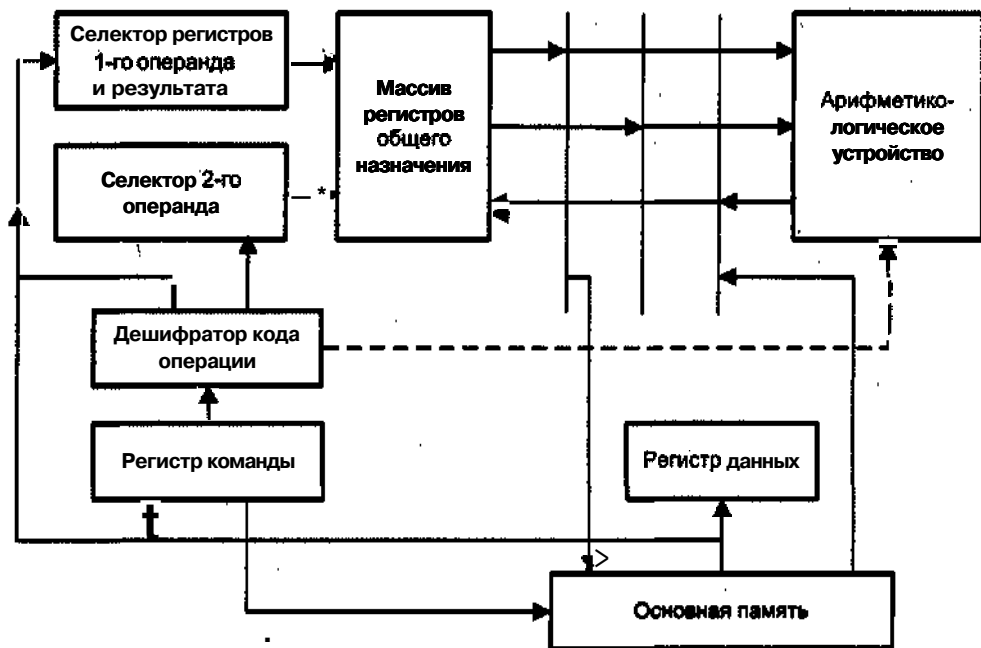 Селектор регистров
1-го операнда
и результата
Массив
регистров
общего
назначения
Арифметико-
логическое
устройство
Селектор 2-го
операнда
Дешифратор кода
операции
Регистр команды
Регистр данных
Основная память